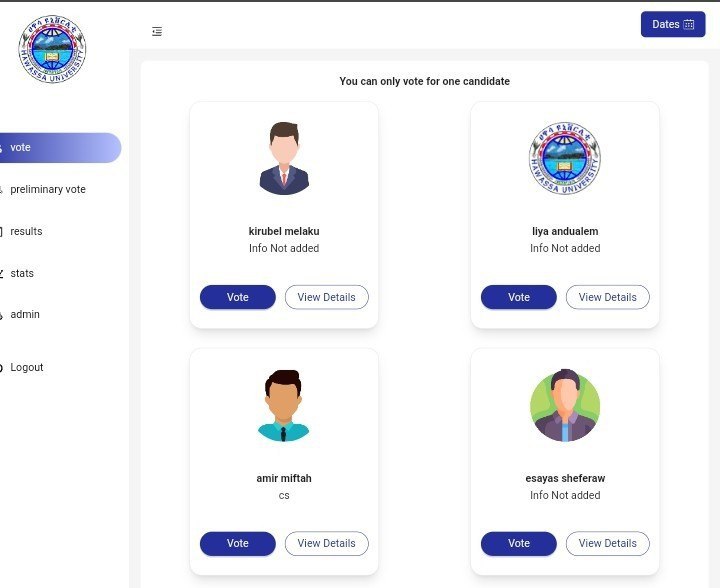 HAWASSA UNIVERSITY
Dates
vote
preliminary vote
results
stats
admin
Logout
You can only vote for one candidate
kirubel melaku
Info Not added
Vote
View Details
HAWASSA UNIVERSITY
liya andualem
Info Not added
Vote
View Details
amir miftah
cs
Vote
View Details
esayas sheferaw
Info Not added
Vote
View Details